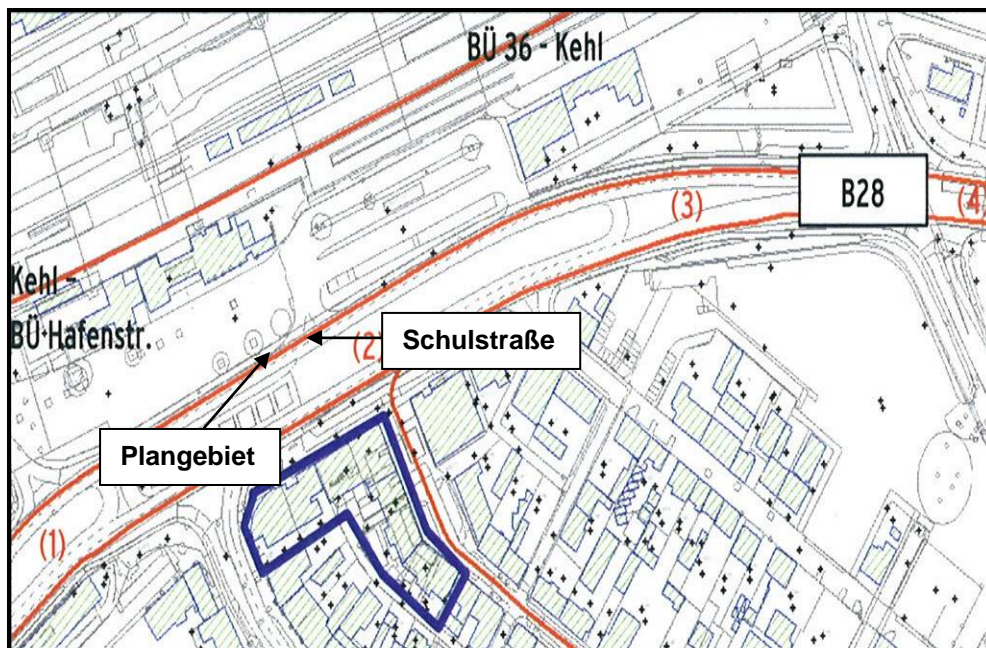 BÜ 36 - Kehl
B28
(3)
(4)
Kehl -
BÜ Hafenstr.
(2)
Schulstraße
Plangebiet
(1)